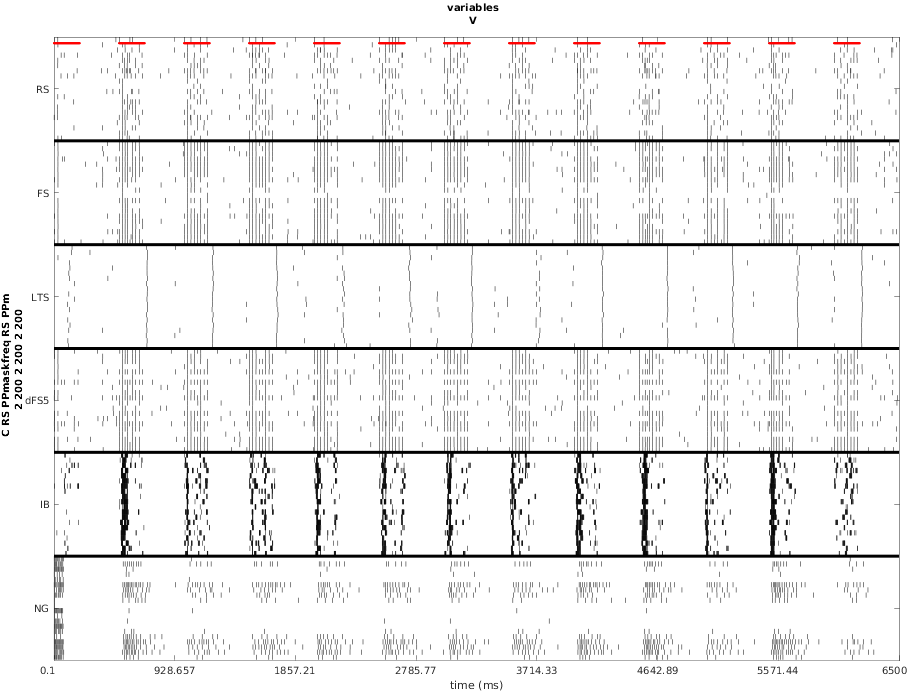 variables
V
RS
FS
LTS
dFS5
IB
NG
C RS PPmaskfreq RS PPm
2 200 2 200 2 200
0.1 928.657 1857.21 2785.77 3714.33 4642.89 5571.44 6500
time (ms)